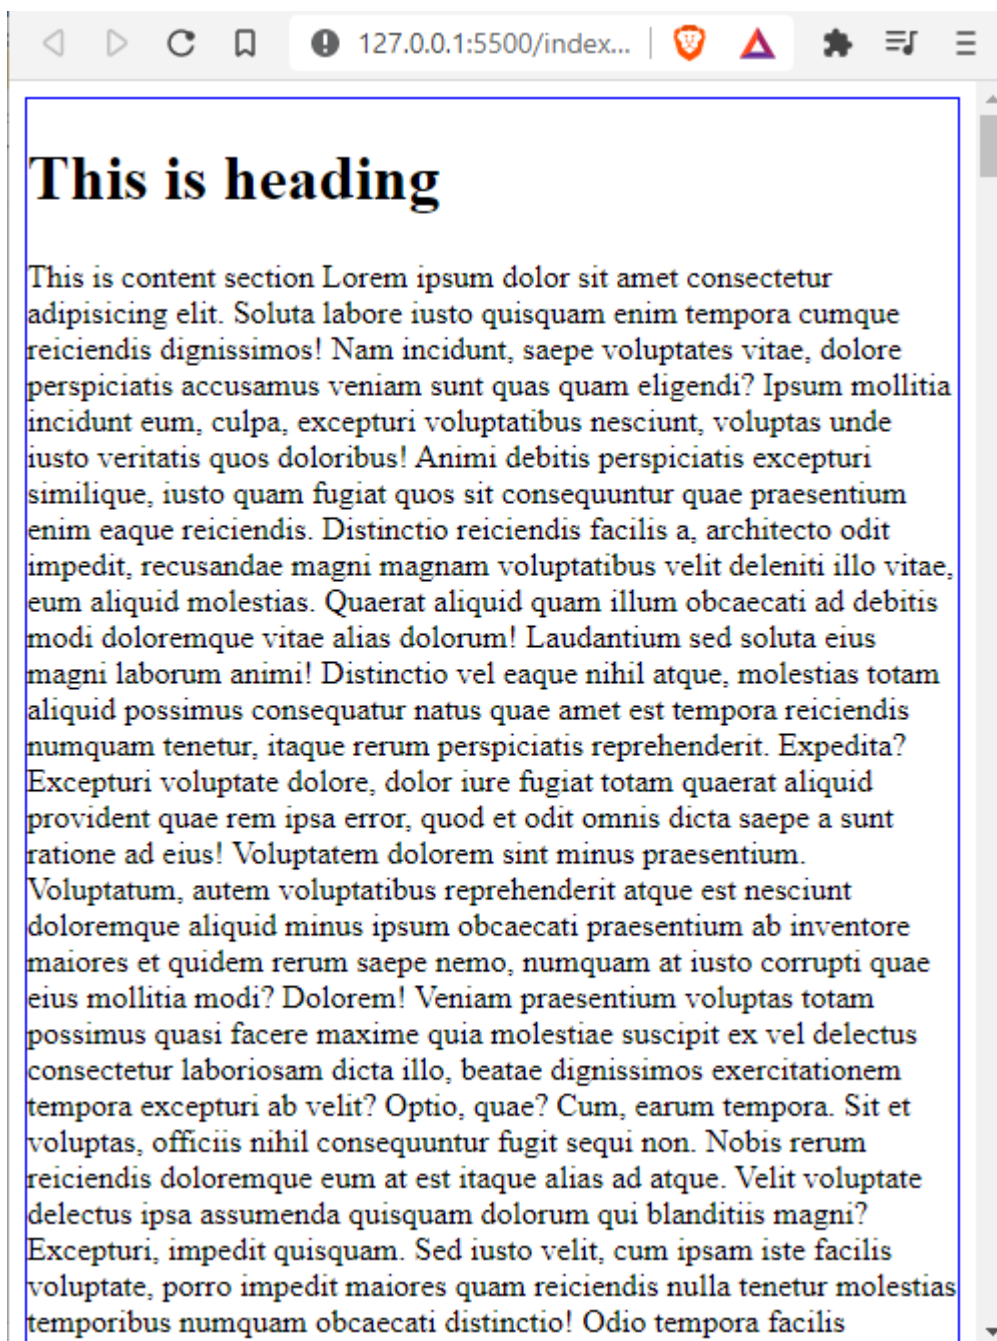 127.0.0.1:5500/index...
This is heading
This is content section Lorem ipsum dolor sit amet consectetur
adipisicing elit. Soluta labore iusto quisquam enim tempora cumque
reiciendis dignissimos! Nam incidunt, saepe voluptates vitae, dolore
perspiciatis accusamus veniam sunt quas quam eligendi? Ipsum mollitia
incidunt eum, culpa, excepturi voluptatibus nesciunt, voluptas unde
iusto veritatis quos doloribus! Animi debitis perspiciatis excepturi
similique, iusto quam fugiat quos sit consequuntur quae praesentium
enim eaque reiciendis. Distinctio reiciendis facilis a, architecto odit
impedit, recusandae magni magnam voluptatibus velit deleniti illo vitae,
eum aliquid molestias. Quaerat aliquid quam illum obcaecati ad debitis
modi doloremque vitae alias dolorum! Laudantium sed soluta eius
magni laborum animi! Distinctio vel eaque nihil atque, molestias totam
aliquid possimus consequatur natus quae amet est tempora reiciendis
numquam tenetur, itaque rerum perspiciatis reprehenderit. Expedita?
Excepturi voluptate dolore, dolor iure fugiat totam quaerat aliquid
provident quae rem ipsa error, quod et odit omnis dicta saepe a sunt
ratione ad eius! Voluptatem dolorem sint minus praesentium.
Voluptatum, autem voluptatibus reprehenderit atque est nesciunt
doloremque aliquid minus ipsum obcaecati praesentium ab inventore
maiores et quidem rerum saepe nemo, numquam at iusto corrupti quae
eius mollitia modi? Dolorem! Veniam praesentium voluptas totam
possimus quasi facere maxime quia molestiae suscipit ex vel delectus
consectetur laboriosam dicta illo, beatae dignissimos exercitationem
tempora excepturi ab velit? Optio, quae? Cum, earum tempora. Sit et
voluptas, officiis nihil consequuntur fugit sequi non. Nobis rerum
reiciendis doloremque eum at est itaque alias ad atque. Velit voluptate
delectus ipsa assumenda quisquam dolorum qui blanditiis magni?
Excepturi, impedit quisquam. Sed iusto velit, cum ipsam iste facilis
voluptate, porro impedit maiores quam reiciendis nulla tenetur molestias
temporibus numquam obcaecati distinctio! Odio tempora facilis